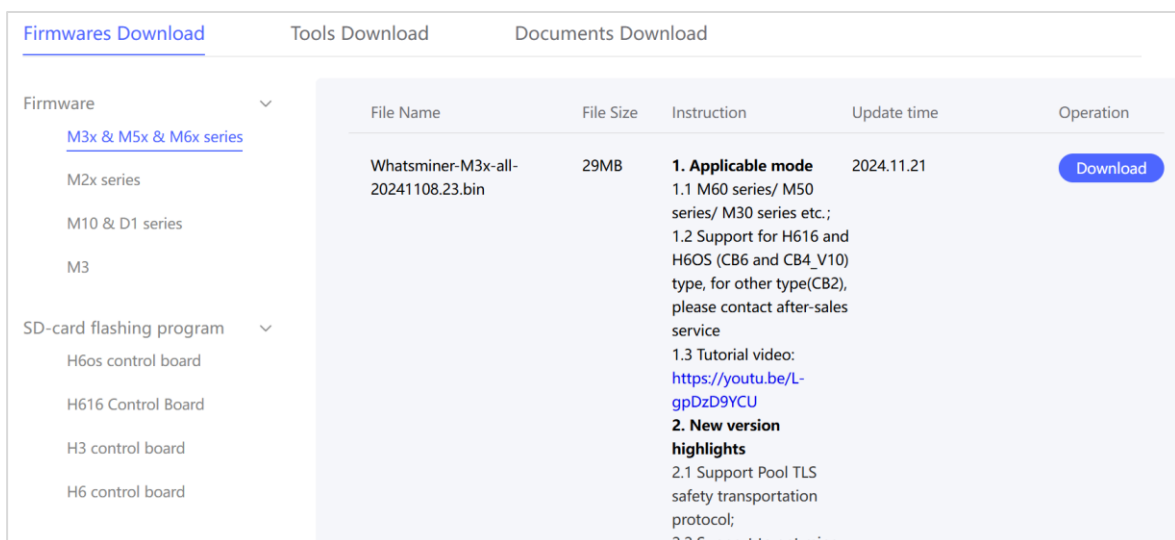 Firmwares Download
Tools Download
Documents Download
Firmware
M3x & M5x & M6x series
M2x series
M10 & D1 series
M3
SD-card flashing program
H6os control board
H616 Control Board
H3 control board
H6 control board
File Name
File Size
Instruction
Update time
Operation
Whatsminer-M3x-all-
20241108.23.bin
29MB
1. Applicable mode
1.1 M60 series/ M50
series/ M30 series etc.;
1.2 Support for H616 and
H6OS (CB6 and CB4_V10)
type, for other type(CB2),
please contact after-sales
service
1.3 Tutorial video:
https://youtu.be/L-
gpDzD9YCU
2. New version
highlights
2.1 Support Pool TLS
safety transportation
protocol;
2024.11.21
Download